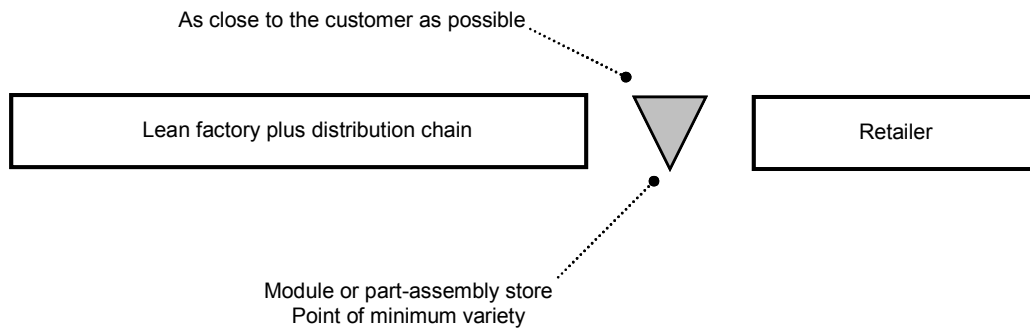 As close to the customer as possible
Lean factory plus distribution chain
Retailer
Module or part-assembly store
Point of minimum variety